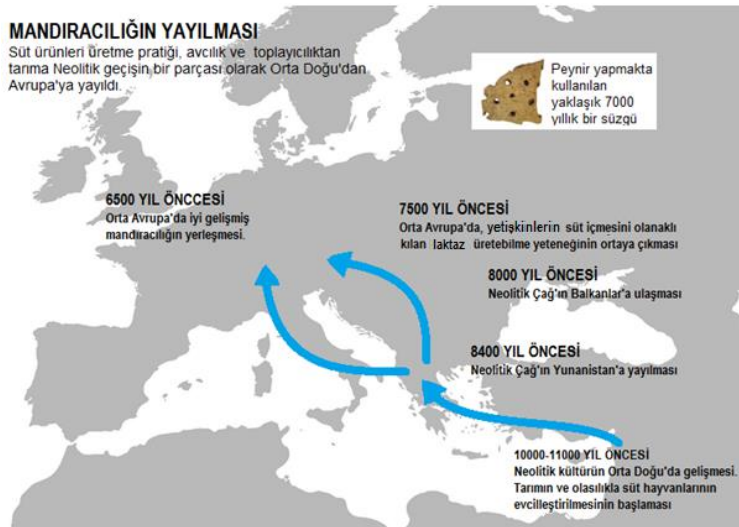 MANDIRACILIĞIN YAYILMASI
Süt ürünleri üretme pratiği, avcılık ve toplayıcılıktan
tarıma Neolitik geçişin bir parçası olarak Orta Doğu'dan
Avrupa'ya yayıldı.
Peynir yapmakta
kullanılan
yaklaşık 7000
yıllık bir süzgü
6500 YIL ÖNCCESİ
Orta Avrupa'da iyi gelişmiş
mandıracılığın yerleşmesi.
7500 YIL ÖNCESİ
Orta Avrupa'da, yetişkinlerin süt içmesini olanaklı
kılan laktaz üretebilme yeteneğinin ortaya çıkması
8000 YIL ÖNCESİ
Neolitik Çağ'ın Balkanlar'a ulaşması
8400 YIL ÖNCESİ
Neolitik Çağ'ın Yunanistan'a yayılması
10000-11000 YIL ÖNCESİ
Neolitik kültürün Orta Doğu'da gelişmesi.
Tarımın ve olasılıkla süt hayvanlarının
evcilleştirilmesinin başlaması